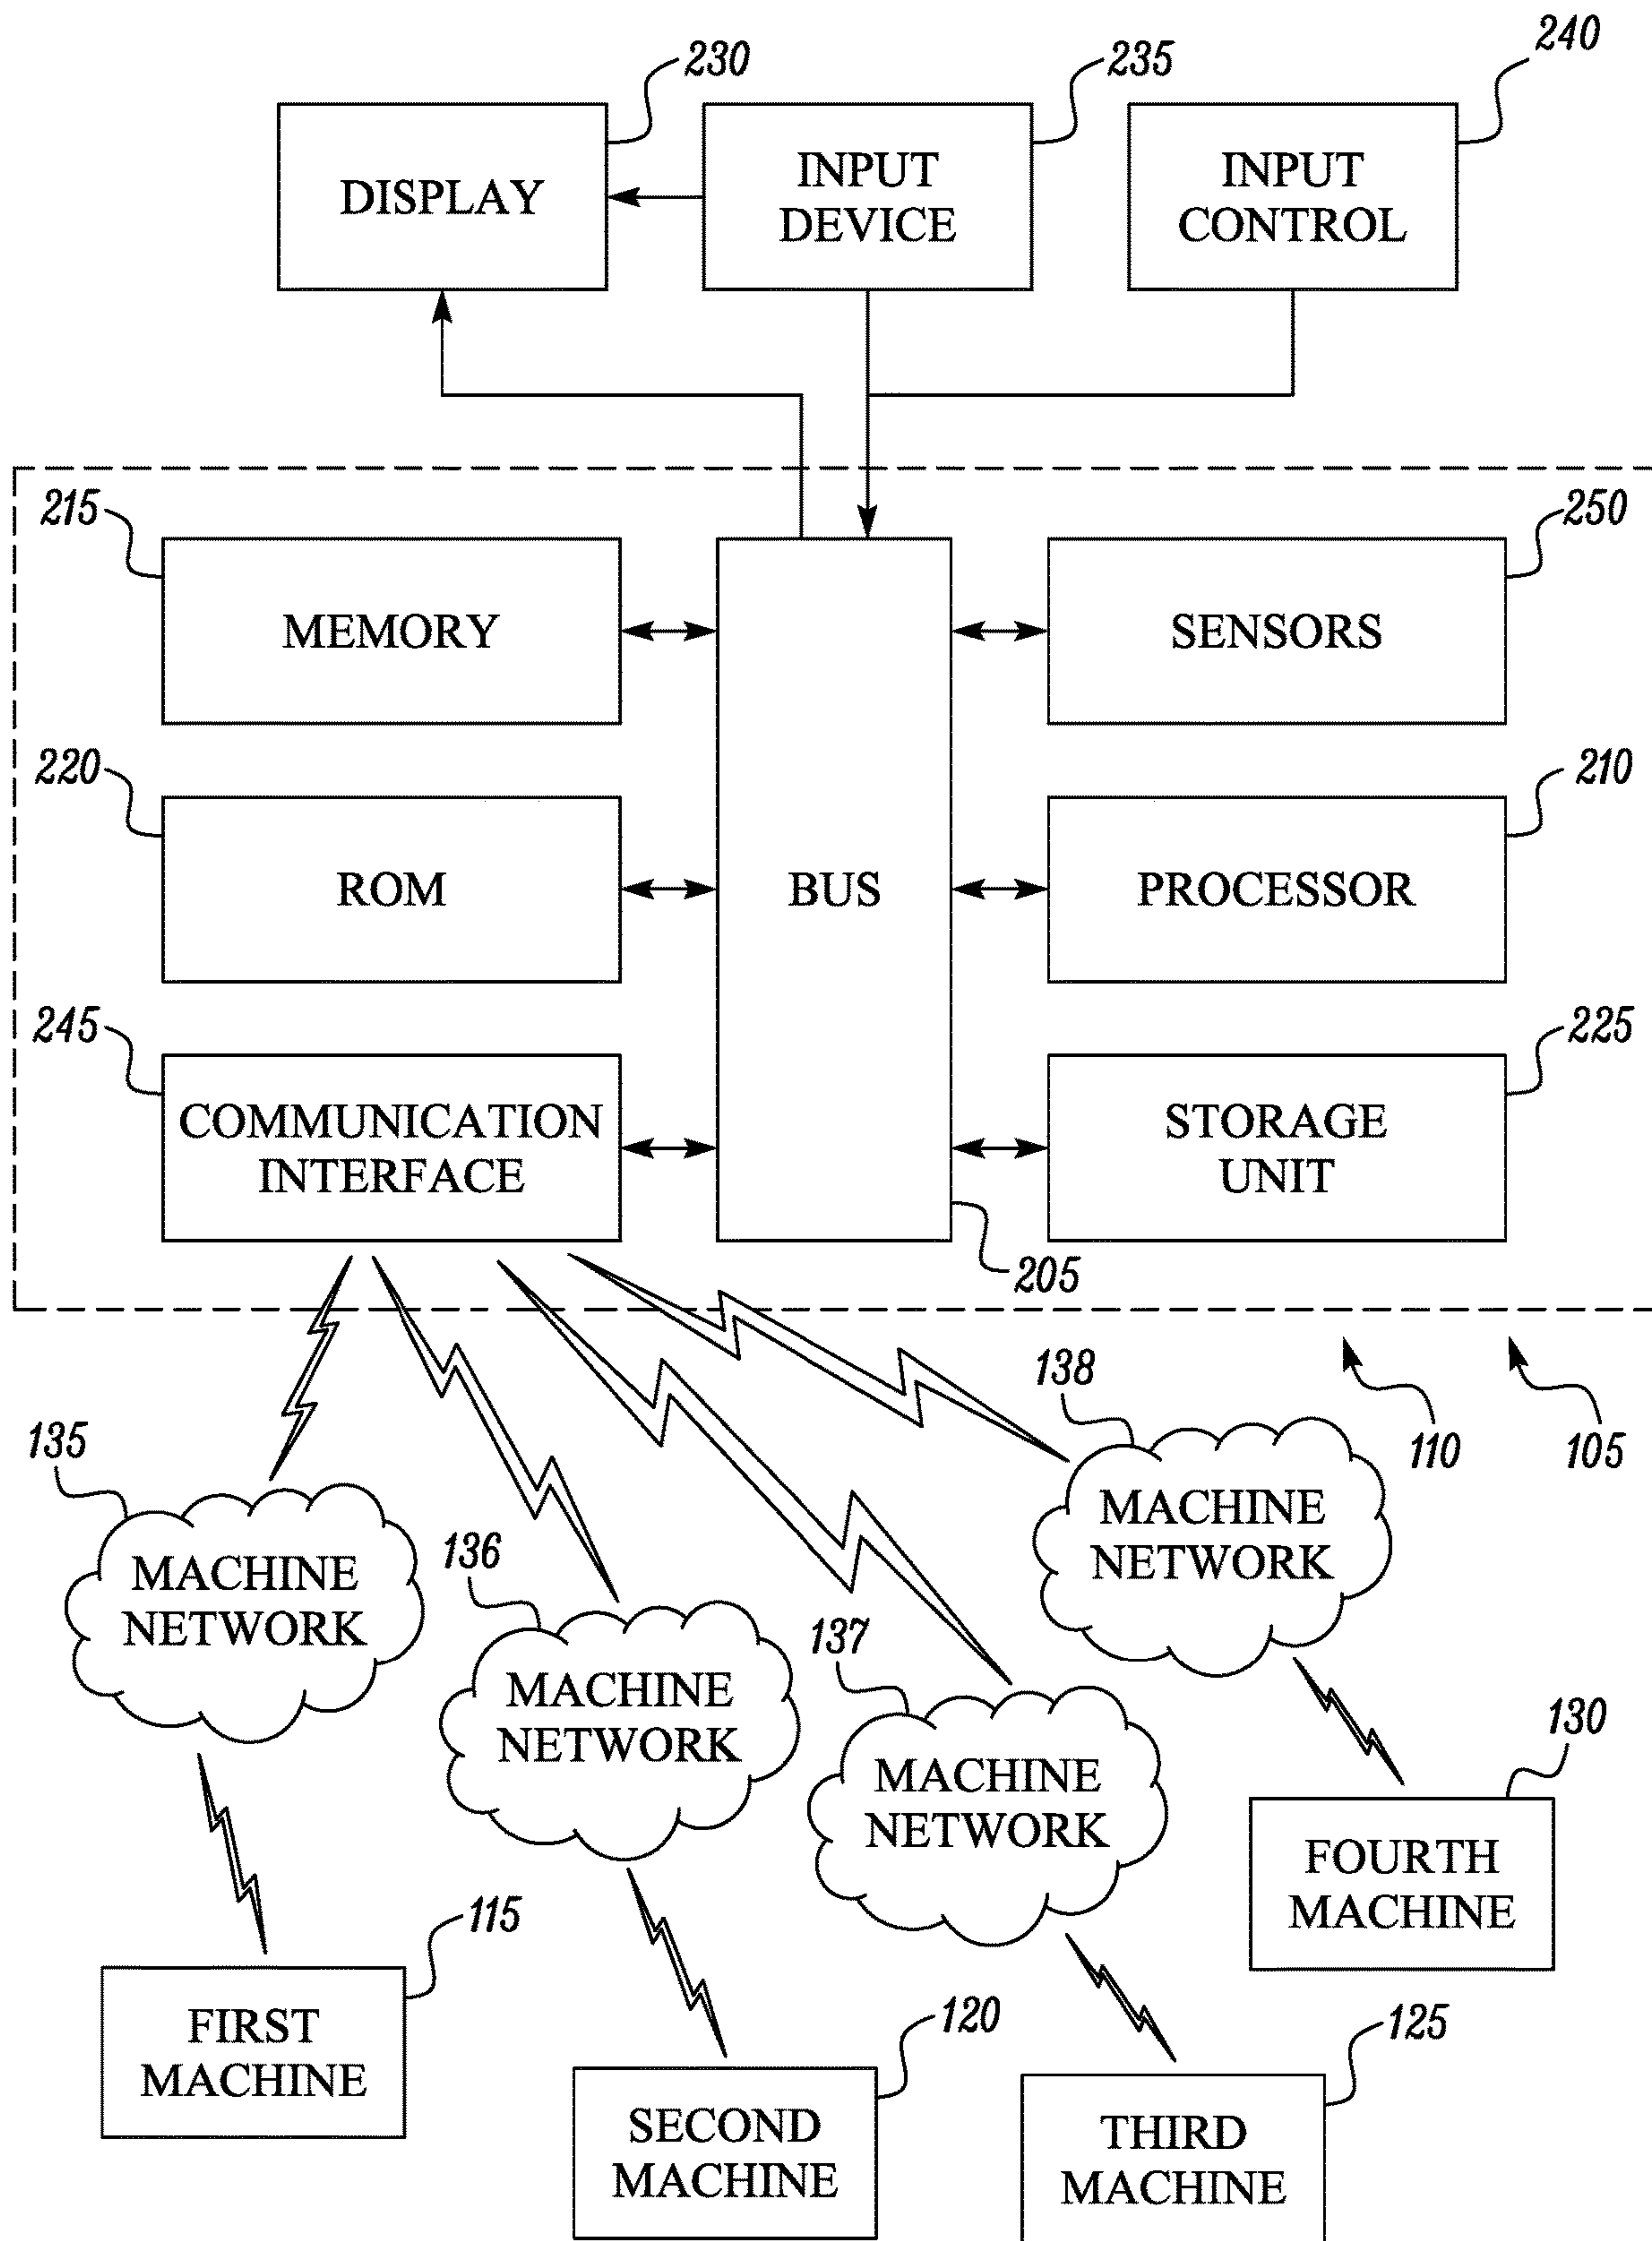 230
235
240
DISPLAY
INPUT
DEVICE
INPUT
CONTROL
215
250
MEMORY
SENSORS
220
210
ROM
BUS
PROCESSOR
245
225
COMMUNICATION
INTERFACE
STORAGE
UNIT
205
138
110
105
135
MACHINE
NETWORK
136
MACHINE
NETWORK
137
MACHINE
NETWORK
MACHINE
NETWORK
130
FOURTH
MACHINE
115
FIRST
MACHINE
120
SECOND
MACHINE
125
THIRD
MACHINE